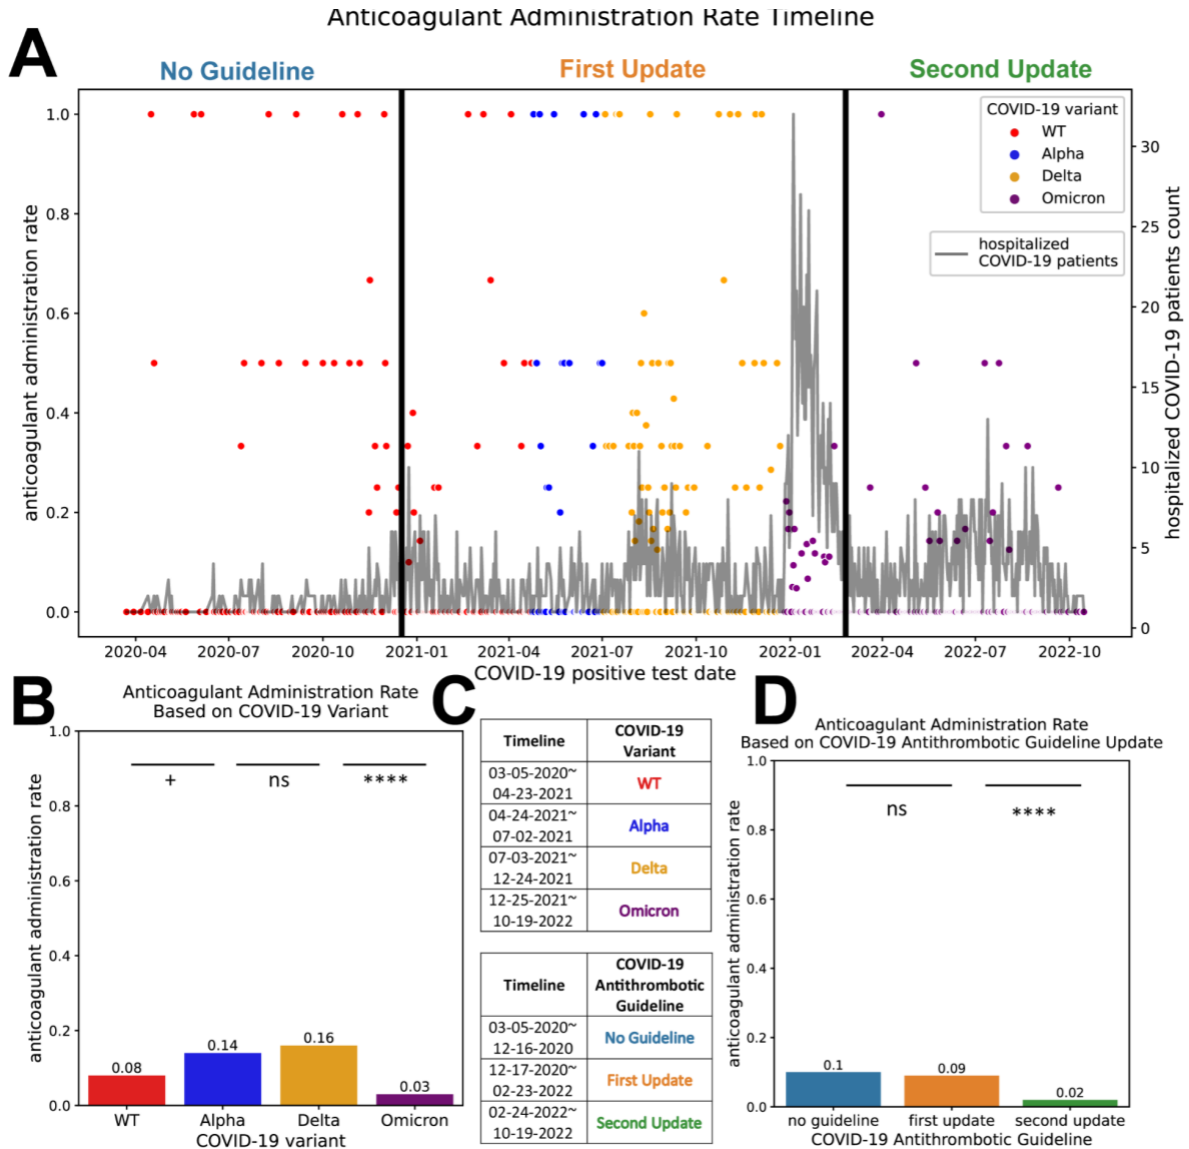 Anticoagulant Administration Rate Timeline
A
No Guideline
First Update
Second Update
anticoagulant administration rate
1.0
0.8
0.6
0.4
0.2
0.0
COVID-19 variant
WT
Alpha
Delta
Omicron
hospitalized
COVID-19 patients
30
25
20
15
10
5
0
hospitalized COVID-19 patients count
2020-04 2020-07 2020-10 2021-01 2021-04 2021-07 2021-10 2022-01 2022-04 2022-07 2022-10
COVID-19 positive test date
B
Anticoagulant Administration Rate
Based on COVID-19 Variant
anticoagulant administration rate
1.0
0.8
0.6
0.4
0.2
0.0
+ ns ****
0.08 0.14 0.16 0.03
WT Alpha Delta Omicron
COVID-19 variant
C
Timeline
COVID-19
Variant
03-05-2020~
04-23-2021
WT
04-24-2021~
07-02-2021
Alpha
07-03-2021~
12-24-2021
Delta
12-25-2021~
10-19-2022
Omicron
Timeline
COVID-19
Antithrombotic
Guideline
03-05-2020~
12-16-2020
No Guideline
12-17-2020~
02-23-2022
First Update
02-24-2022~
10-19-2022
Second Update
D
Anticoagulant Administration Rate
Based on COVID-19 Antithrombotic Guideline Update
anticoagulant administration rate
1.0
0.8
0.6
0.4
0.2
0.0
ns ****
0.1 0.09 0.02
no guideline first update second update
COVID-19 Antithrombotic Guideline